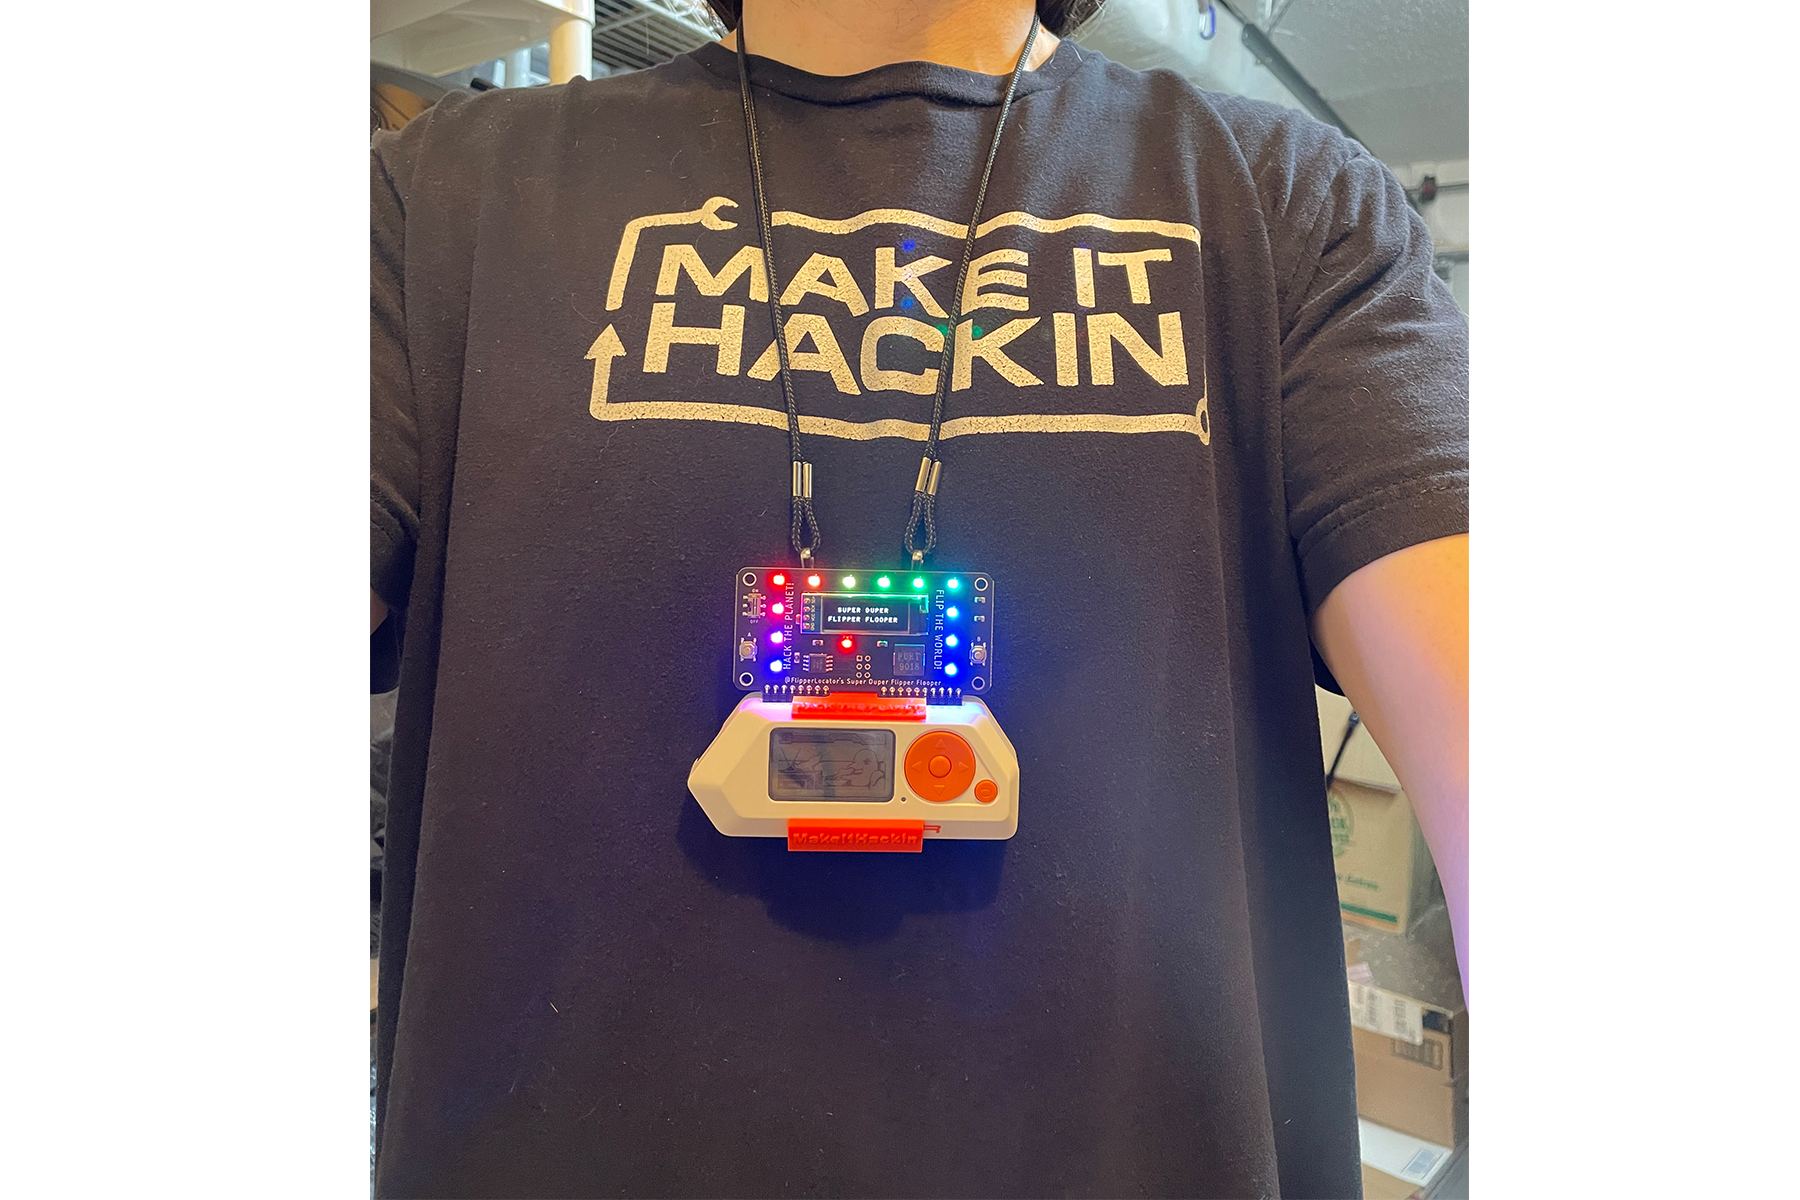 MAKE IT
HACKIN
HACK THE PLANET!
SUPER DUPER
FLIPPER FLOOPER
FLIP THE WORLD!
ON
OFF
A
B
@FlipperLocator's Super Duper Flipper Flooper
MakeItHackin